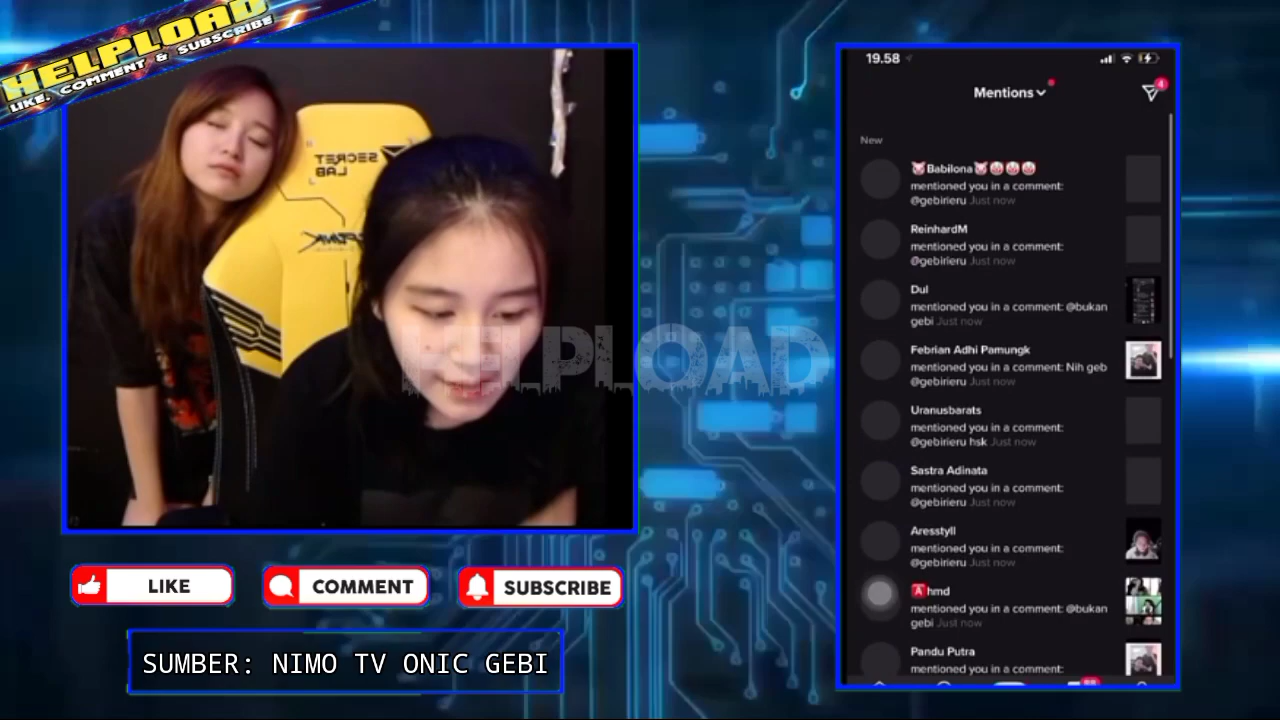 HELPLOAD
LIKE. COMMENT & SUBSCRIBE
SECRET
LAB
HELPLOAD
LIKE
COMMENT
SUBSCRIBE
SUMBER: NIMO TV ONIC GEBI
19.58
Mentions
4
New
Babilona
mentioned you in a comment:
@gebirieru Just now
ReinhardM
mentioned you in a comment:
@gebirieru Just now
Dul
mentioned you in a comment: @bukan
gebi Just now
Febrian Adhi Pamungk
mentioned you in a comment: Nih geb
@gebirieru Just now
Uranusbarats
mentioned you in a comment:
@gebirieru hsk Just now
Sastra Adinata
mentioned you in a comment:
@gebirieru Just now
Aresstyll
mentioned you in a comment:
@gebirieru Just now
🅰hmd
mentioned you in a comment: @bukan
gebi Just now
Pandu Putra
mentioned you in a comment: